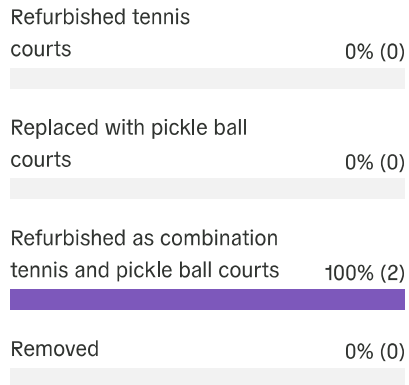 Refurbished tennis
courts 0% (0)
Replaced with pickle ball
courts 0% (0)
Refurbished as combination
tennis and pickle ball courts 100% (2)
Removed 0% (0)